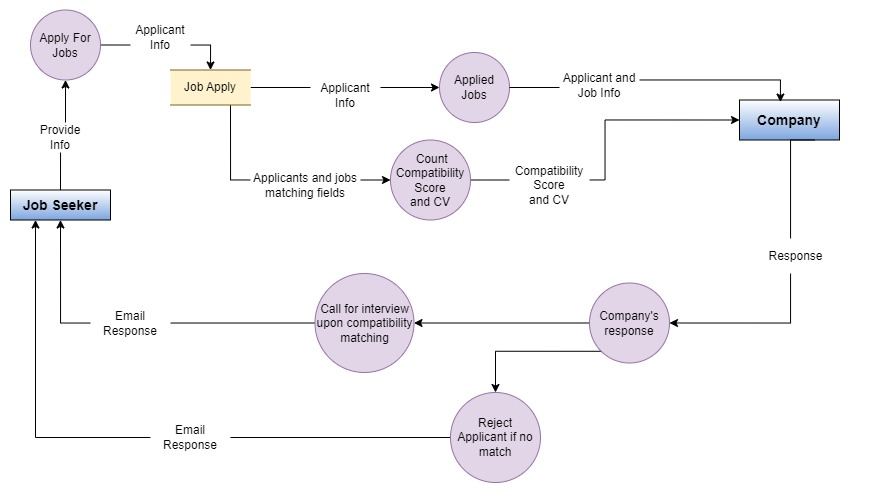 Apply For
Jobs
Applicant
Info
Job Apply
Applicant
Info
Applied
Jobs
Applicant and
Job Info
Company
Provide
Info
Applicants and jobs
matching fields
Count
Compatibility
Score
and CV
Compatibility
Score
and CV
Job Seeker
Response
Email
Response
Call for interview
upon compatibility
matching
Company's
response
Email
Response
Reject
Applicant if no
match